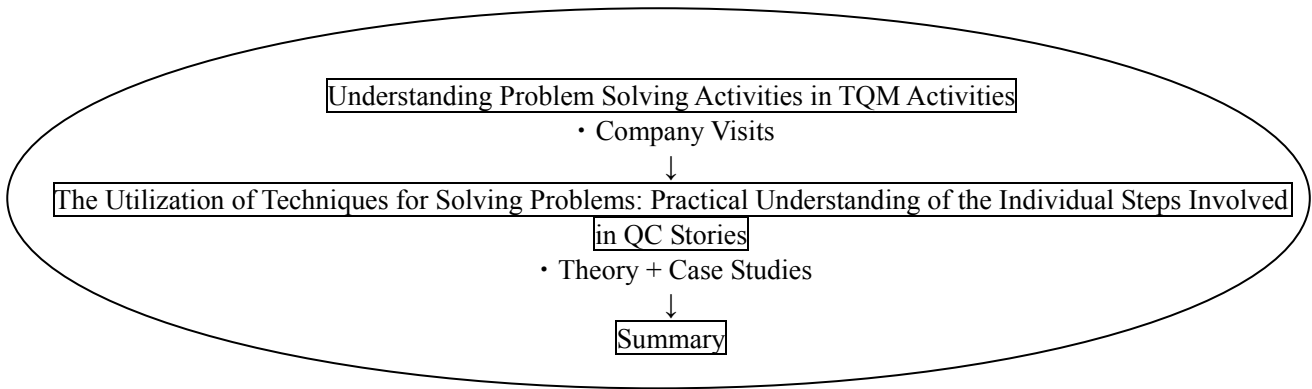 Understanding Problem Solving Activities in TQM Activities
・Company Visits
↓
The Utilization of Techniques for Solving Problems: Practical Understanding of the Individual Steps Involved
in QC Stories
・Theory + Case Studies
↓
Summary